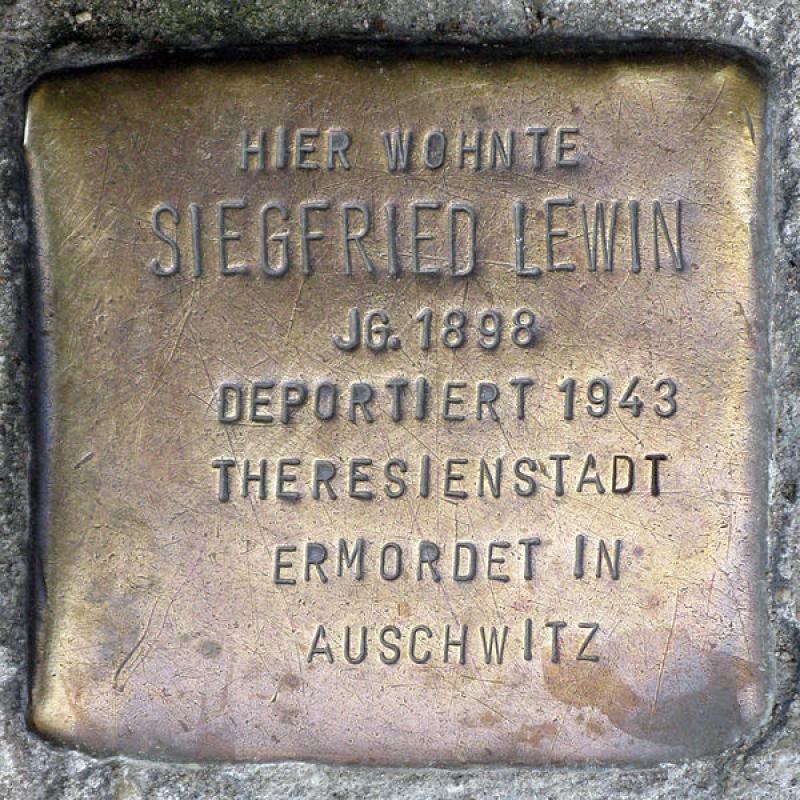 HIER WOHNTE
SIEGFRIED LEWIN
JG. 1898
DEPORTIERT 1943
THERESIENSTADT
ERMORDET IN
AUSCHWITZ